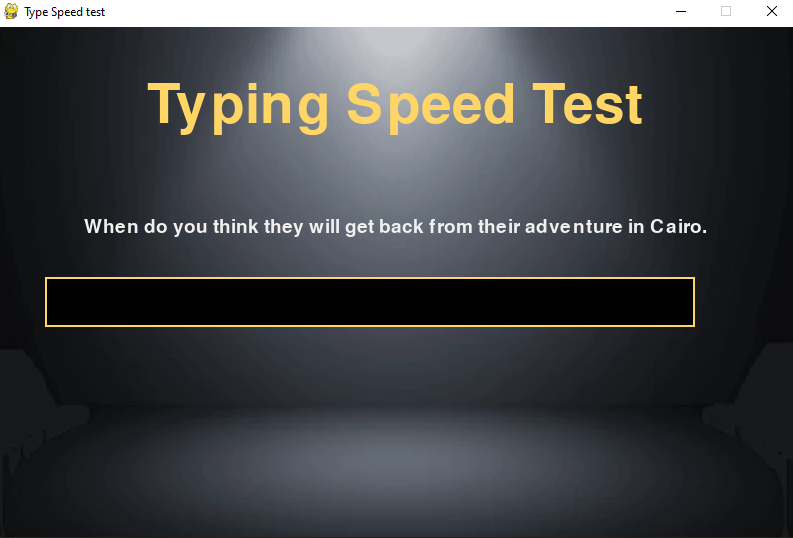 Type Speed test
Typing Speed Test
When do you think they will get back from their adventure in Cairo.